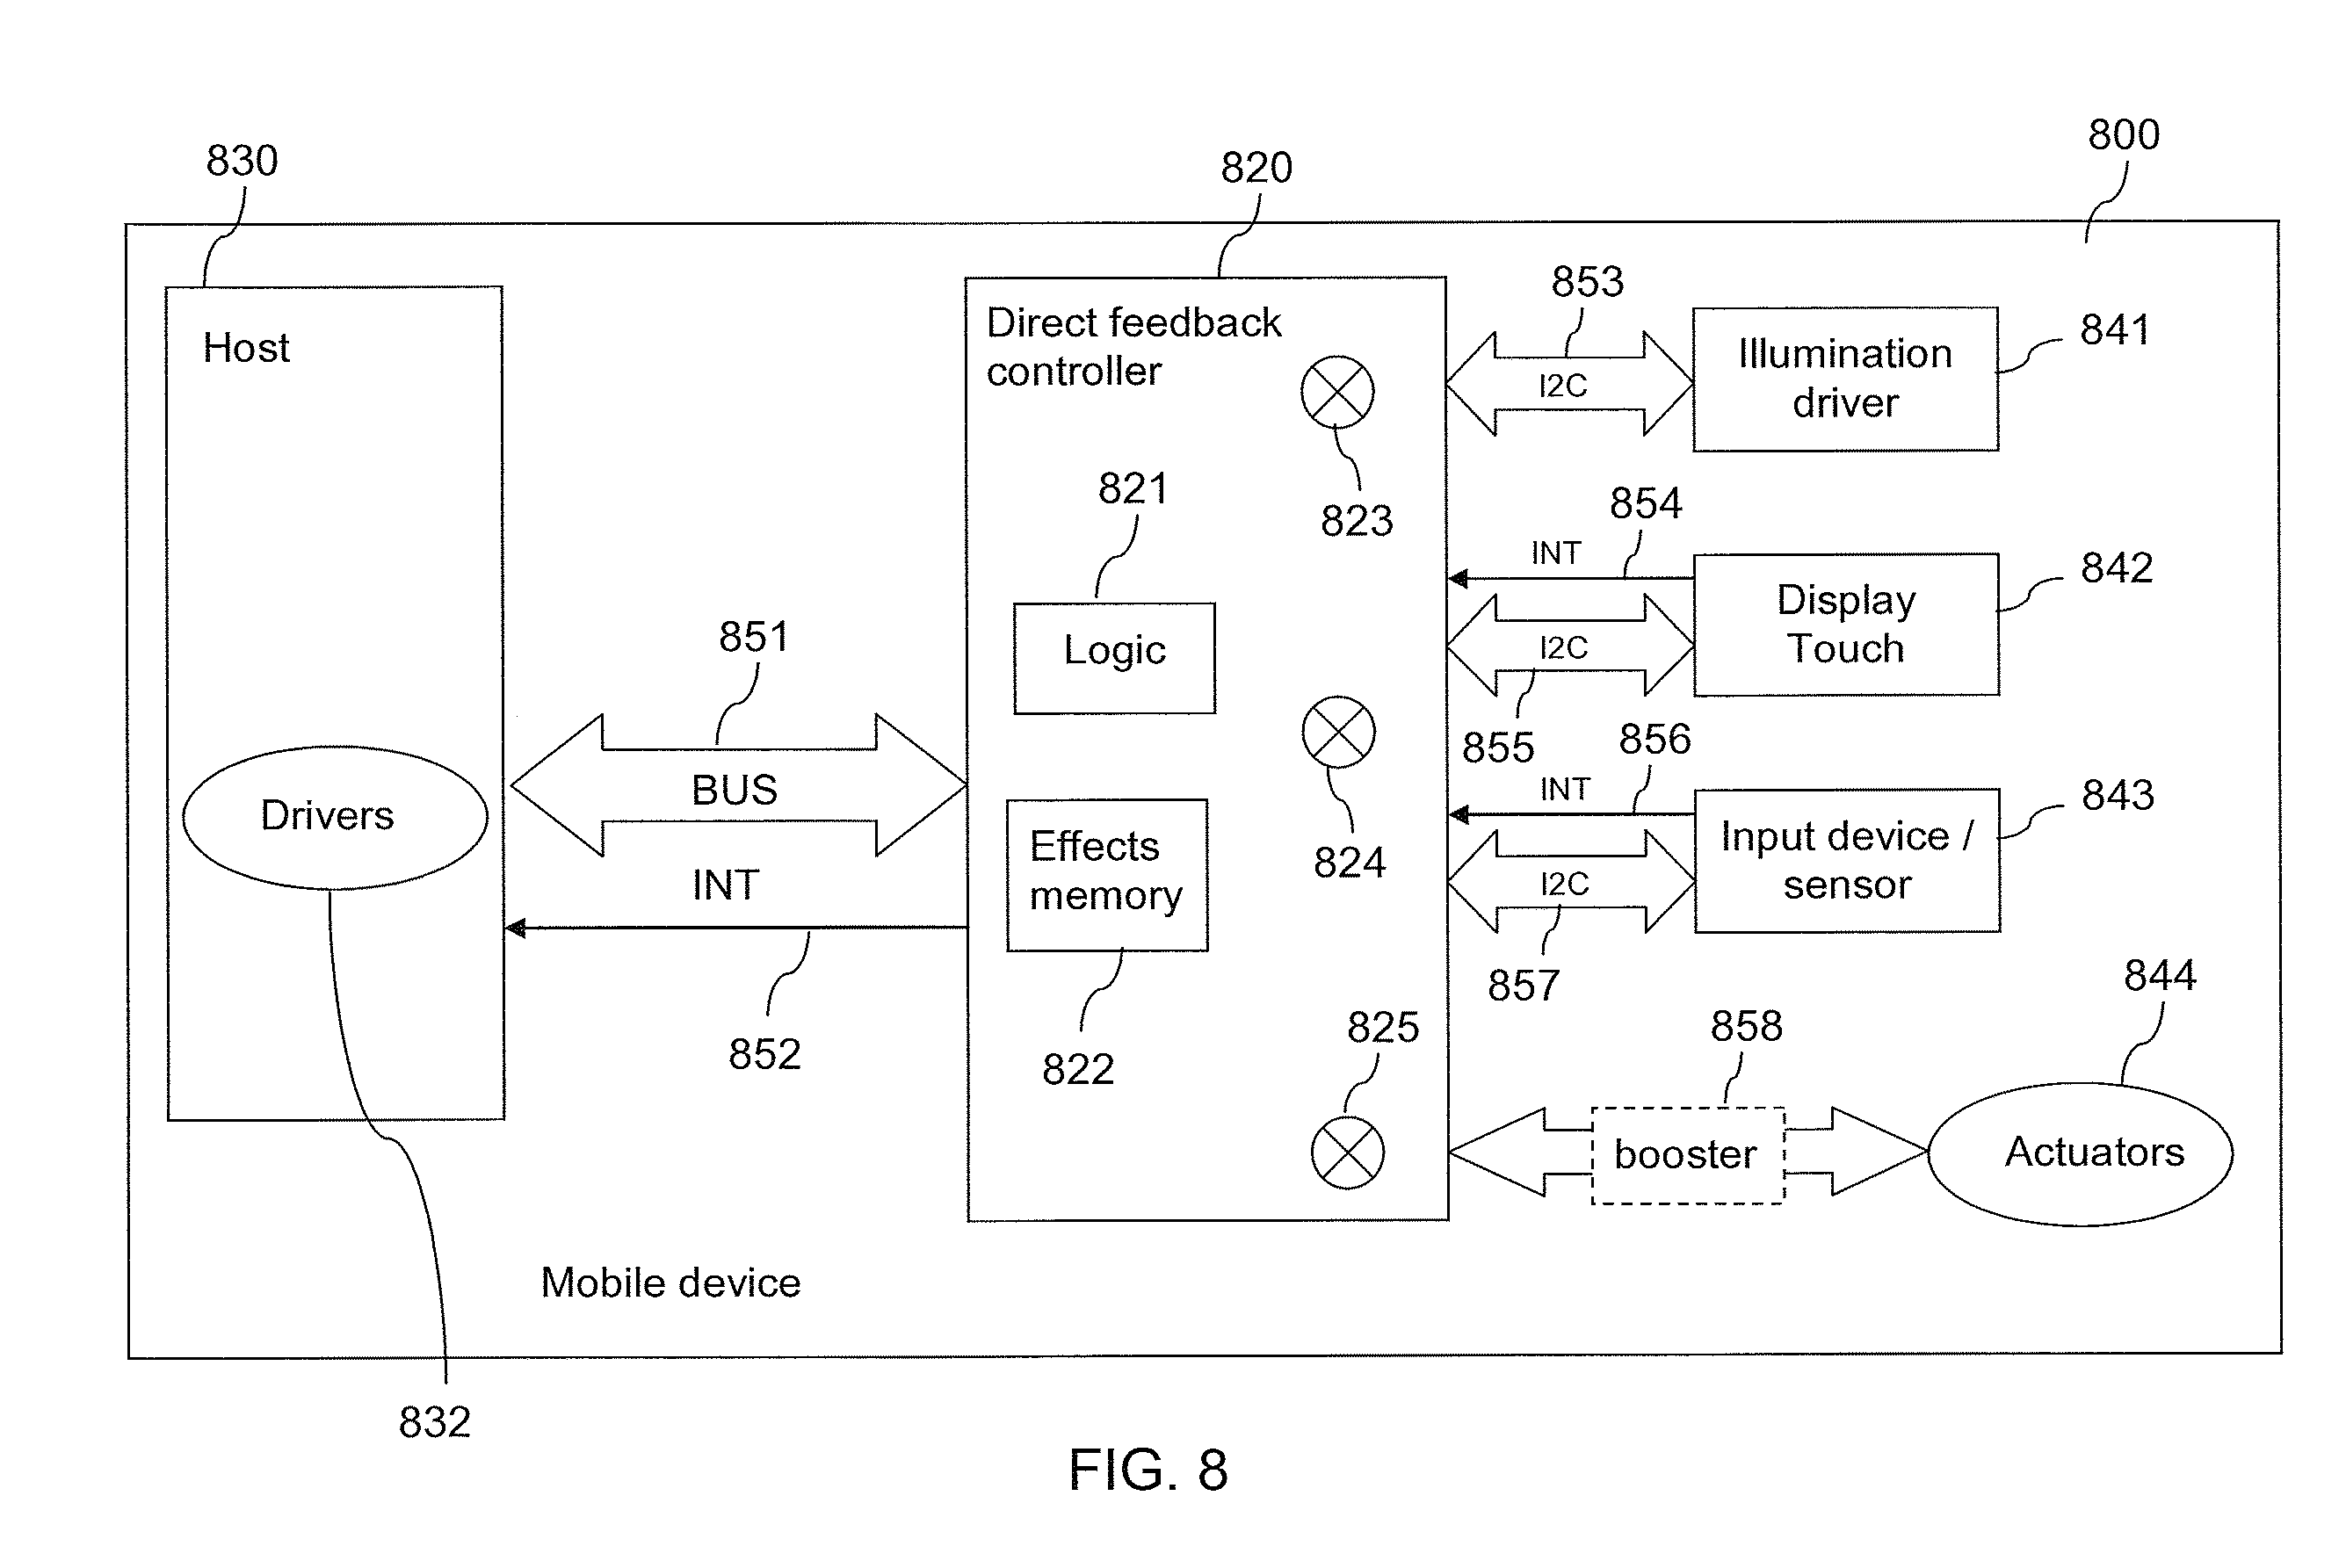 800
830
820
853
Host
Direct feedback
controller
I2C
Illumination
driver
841
821
823
854
INT
842
Display
Touch
I2C
851
Logic
855
856
BUS
INT
843
Drivers
Effects
memory
824
Input device /
sensor
I2C
INT
857
844
852
822
825
858
booster
Actuators
Mobile device
832
FIG. 8